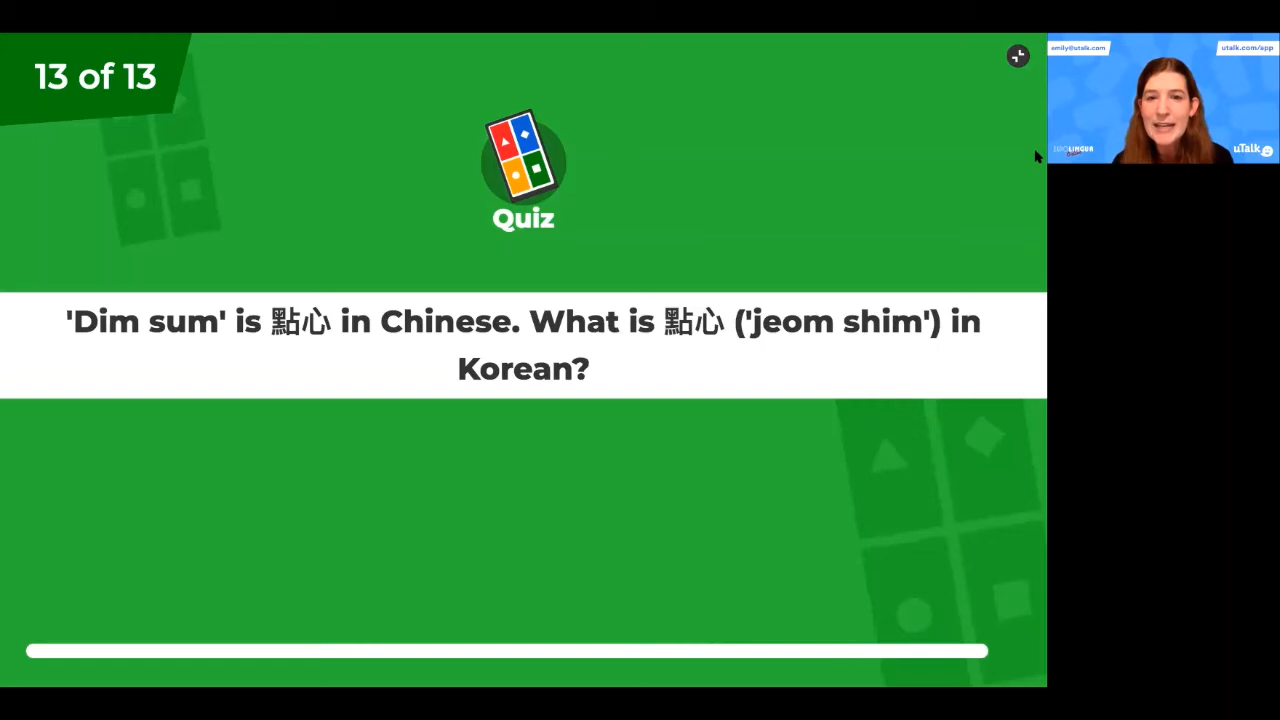 13 of 13
Quiz
'Dim sum' is 點心 in Chinese. What is 點心 ('jeom shim') in
Korean?
emily@utalk.com
utalk.com/app
LINGUA
uTalk